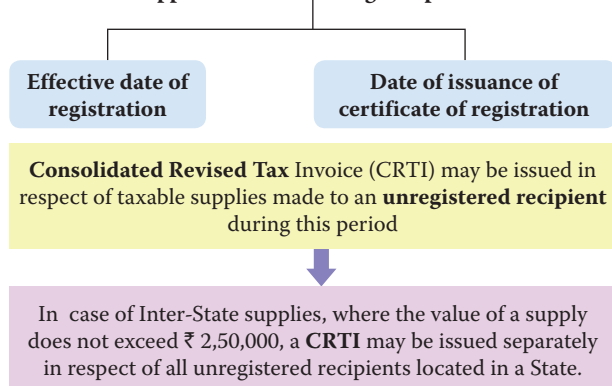 Effective date of
registration
Date of issuance of
certificate of registration
Consolidated Revised Tax Invoice (CRTI) may be issued in
respect of taxable supplies made to an unregistered recipient
during this period
In case of Inter-State supplies, where the value of a supply
does not exceed ₹ 2,50,000, a CRTI may be issued separately
in respect of all unregistered recipients located in a State.